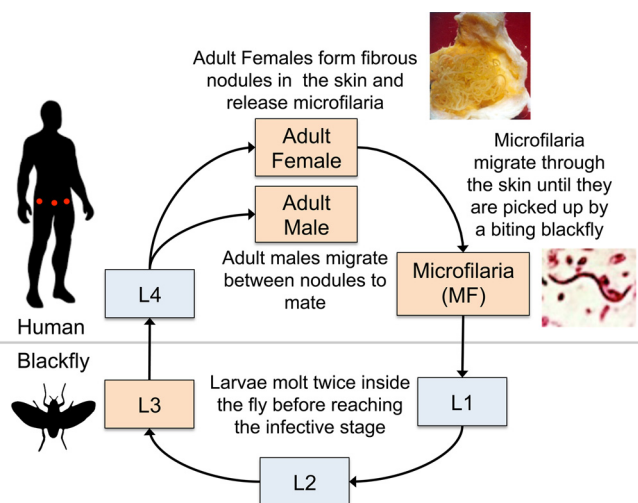 Adult Females form fibrous
nodules in the skin and
release microfilaria
Adult
Female
Microfilaria
migrate through
the skin until they
are picked up by
a biting blackfly
Adult
Male
Adult males migrate
between nodules to
mate
Microfilaria
(MF)
L4
Human
Blackfly
L3
Larvae molt twice inside
the fly before reaching
the infective stage
L1
L2